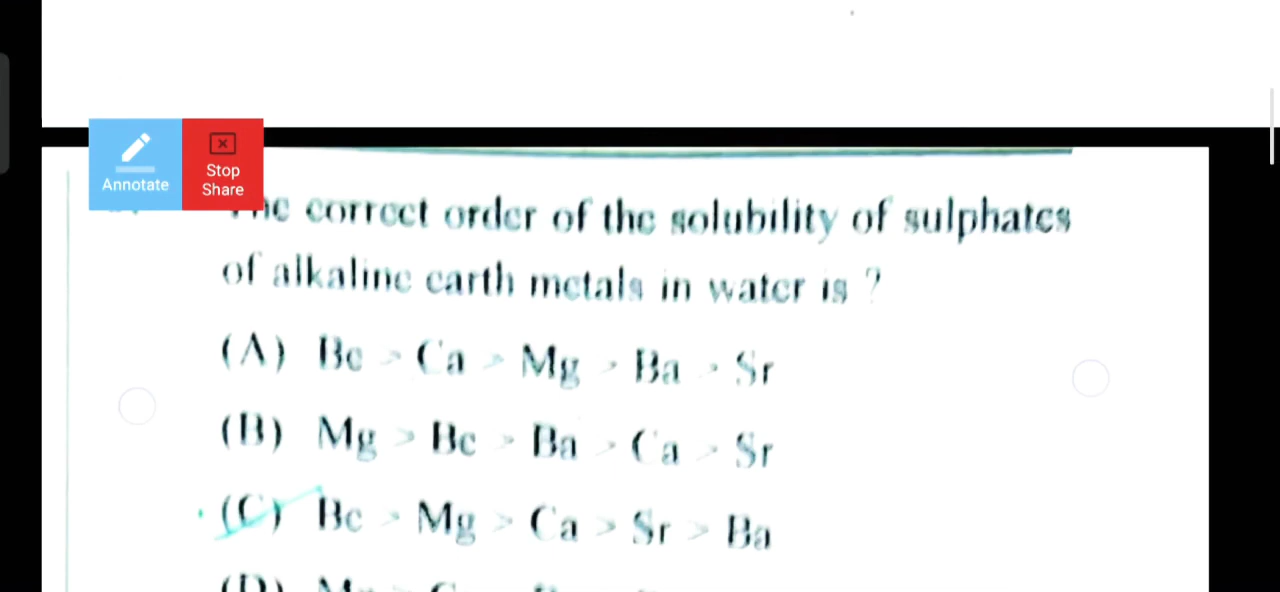 Annotate
Stop
Share
correct order of the solubility of sulphates
of alkaline earth metals in water is ?
(A) Be > Ca > Mg > Ba > Sr
(B) Mg > Be > Ba > Ca > Sr
(C) Be > Mg > Ca > Sr > Ba
(D)